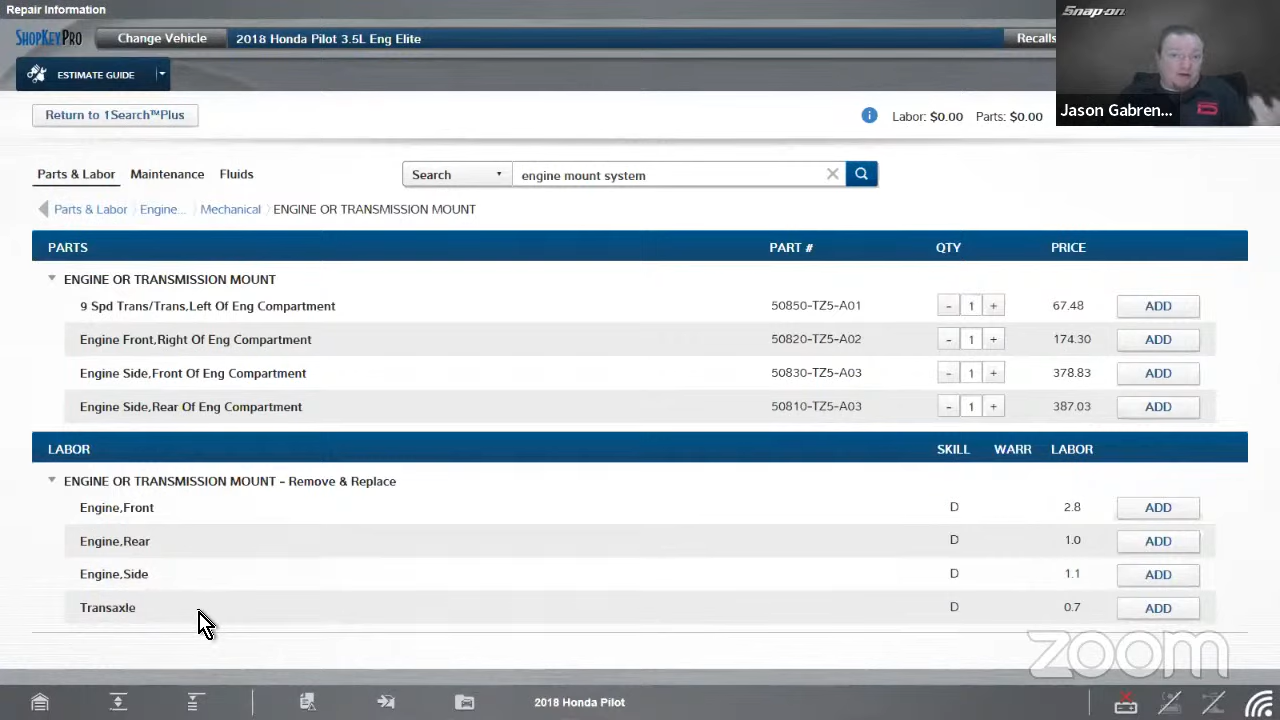 Repair Information
Snap-on
SHOPKEYPRO Change Vehicle 2018 Honda Pilot 3.5L Eng Elite Recalls
ESTIMATE GUIDE
Jason Gabren...
Return to 1Search™Plus
Labor: $0.00 Parts: $0.00
Parts & Labor Maintenance Fluids Search engine mount system
Parts & Labor Engine... Mechanical ENGINE OR TRANSMISSION MOUNT
PARTS PART # QTY PRICE
ENGINE OR TRANSMISSION MOUNT
9 Spd Trans/Trans,Left Of Eng Compartment 50850-TZ5-A01 - 1 + 67.48 ADD
Engine Front,Right Of Eng Compartment 50820-TZ5-A02 - 1 + 174.30 ADD
Engine Side,Front Of Eng Compartment 50830-TZ5-A03 - 1 + 378.83 ADD
Engine Side,Rear Of Eng Compartment 50810-TZ5-A03 - 1 + 387.03 ADD
LABOR SKILL WARR LABOR
ENGINE OR TRANSMISSION MOUNT - Remove & Replace
Engine,Front D 2.8 ADD
Engine,Rear D 1.0 ADD
Engine,Side D 1.1 ADD
Transaxle D 0.7 ADD
zoom
2018 Honda Pilot